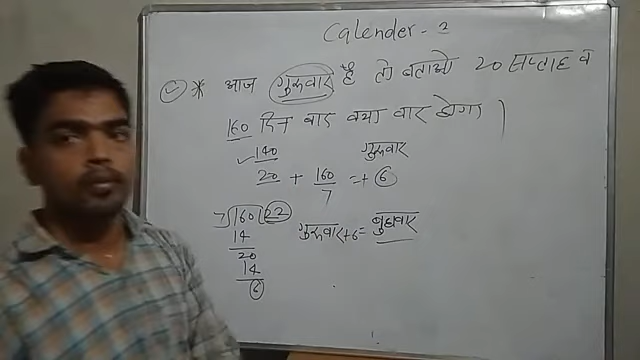 Calender - 2
* आज गुरुवार है तो बताओ 20 सप्ताह व
160 दिन बाद क्या वार होगा ।
140 गुरुवार
20 + 160/7 = +6
7)160(22 गुरुवार+6= बुधवार
14
20
14
6